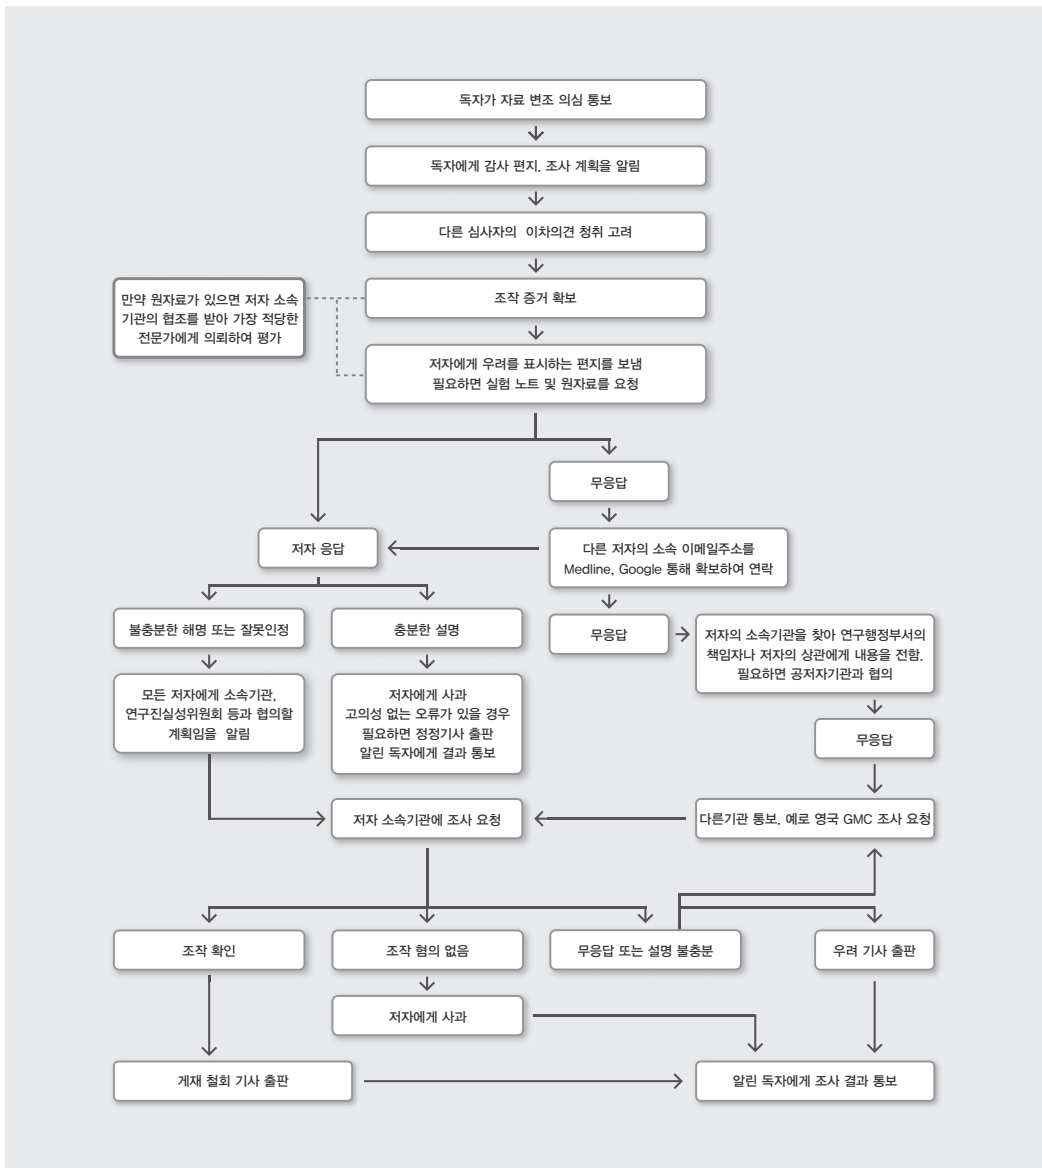 독자가 자료 변조 의심 통보
독자에게 감사 편지. 조사 계획을 알림
다른 심사자의 이차의견 청취 고려
조작 증거 확보
만약 원자료가 있으면 저자 소속
기관의 협조를 받아 가장 적당한
전문가에게 의뢰하여 평가
저자에게 우려를 표시하는 편지를 보냄
필요하면 실험 노트 및 원자료를 요청
무응답
저자 응답
다른 저자의 소속 이메일주소를
Medline, Google 통해 확보하여 연락
불충분한 해명 또는 잘못인정
충분한 설명
무응답
저자의 소속기관을 찾아 연구행정부서의
책임자나 저자의 상관에게 내용을 전함.
필요하면 공저자기관과 협의
모든 저자에게 소속기관,
연구진실성위원회 등과 협의할
계획임을 알림
저자에게 사과
고의성 없는 오류가 있을 경우
필요하면 정정기사 출판
알린 독자에게 결과 통보
무응답
저자 소속기관에 조사 요청
다른기관 통보. 예로 영국 GMC 조사 요청
조작 확인
조작 혐의 없음
무응답 또는 설명 불충분
우려 기사 출판
저자에게 사과
게재 철회 기사 출판
알린 독자에게 조사 결과 통보